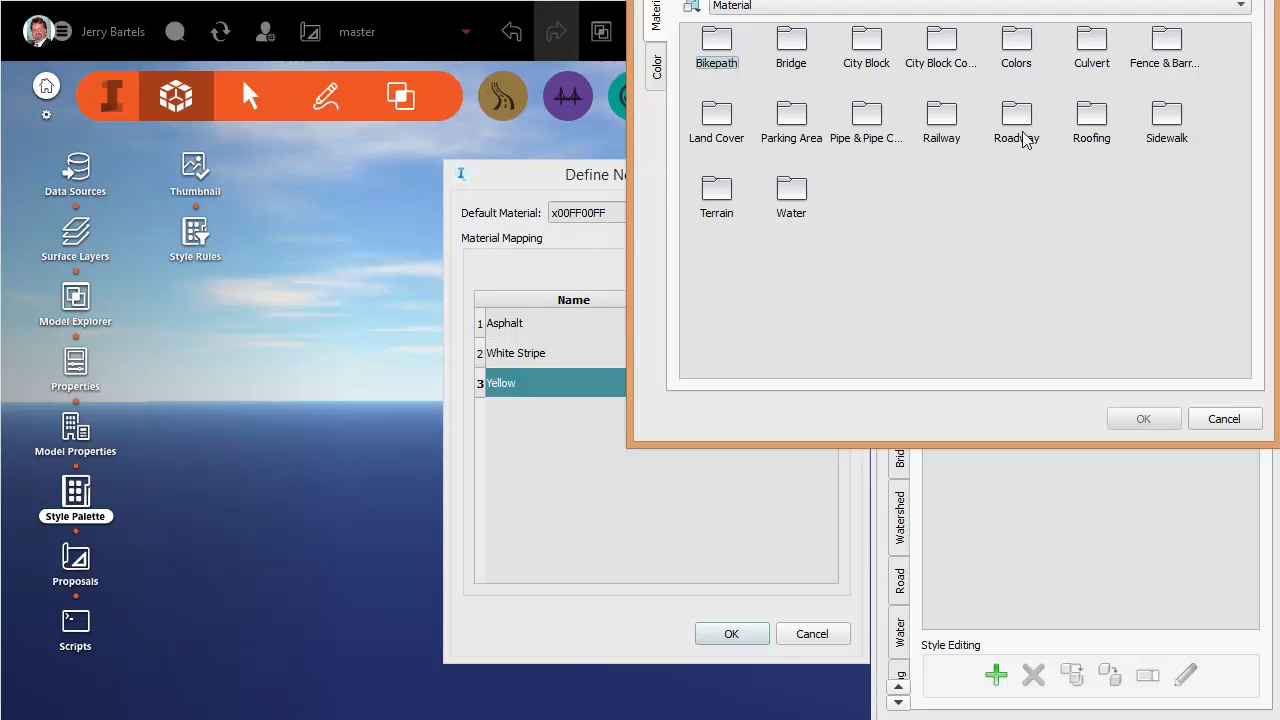 Jerry Bartels
master
Material
Color
Material
Bikepath
Bridge
City Block
City Block Co...
Colors
Culvert
Fence & Barr...
Land Cover
Parking Area
Pipe & Pipe C...
Railway
Roadway
Roofing
Sidewalk
Terrain
Water
OK
Cancel
Data Sources
Thumbnail
Surface Layers
Style Rules
Model Explorer
Properties
Model Properties
Style Palette
Proposals
Scripts
Define Ne
Default Material:
x00FF00FF
Material Mapping
Name
1 Asphalt
2 White Stripe
3 Yellow
OK
Cancel
Watershed
Road
Water
Style Editing